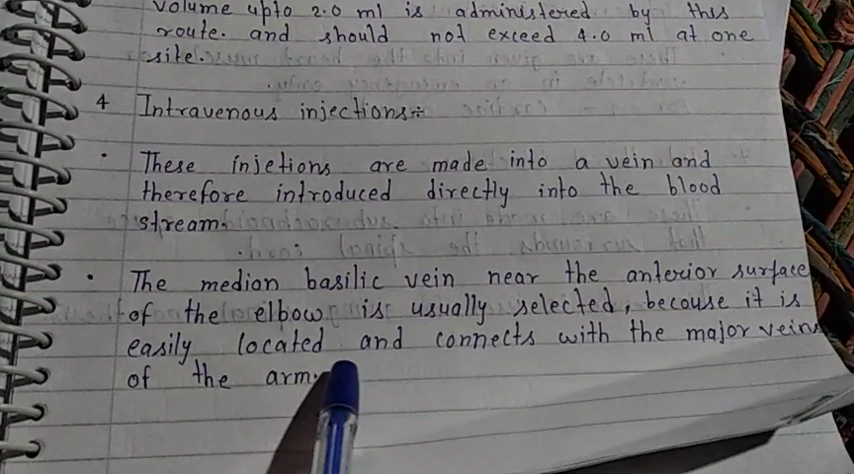 volume upto 2.0 ml is administered by this
route. and should not exceed 4.0 ml at one
site.
4 Intravenous injections÷
• These injetions are made into a vein and
therefore introduced directly into the blood
stream.
• The median basilic vein near the anterior surface
of the elbow is usually selected, becouse it is
easily located and connects with the major veins
of the arm.